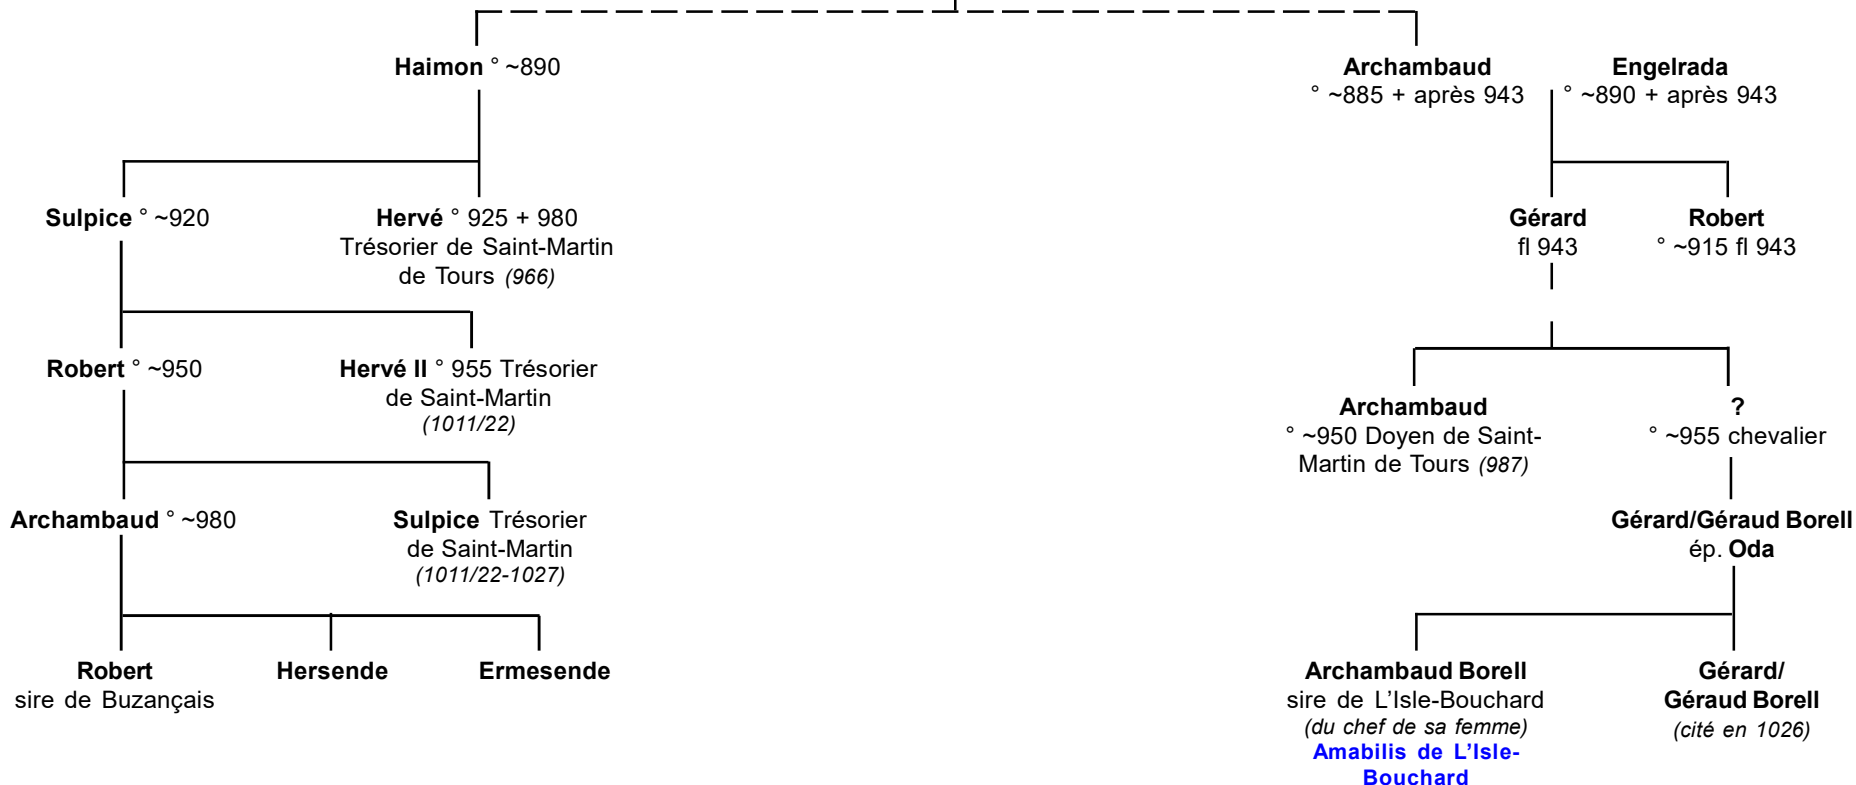 Haimon ° ~890
Archambaud
° ~885 + après 943
Engelrada
° ~890 + après 943
Sulpice ° ~920
Hervé ° 925 + 980
Trésorier de Saint-Martin
de Tours (966)
Gérard
fl 943
Robert
° ~915 fl 943
Robert ° ~950
Hervé II ° 955 Trésorier
de Saint-Martin
(1011/22)
Archambaud
° ~950 Doyen de Saint-
Martin de Tours (987)
?
° ~955 chevalier
Archambaud ° ~980
Sulpice Trésorier
de Saint-Martin
(1011/22-1027)
Gérard/Géraud Borell
ép. Oda
Robert
sire de Buzançais
Hersende
Ermesende
Archambaud Borell
sire de L'Isle-Bouchard
(du chef de sa femme)
Amabilis de L'Isle-
Bouchard
Gérard/
Géraud Borell
(cité en 1026)